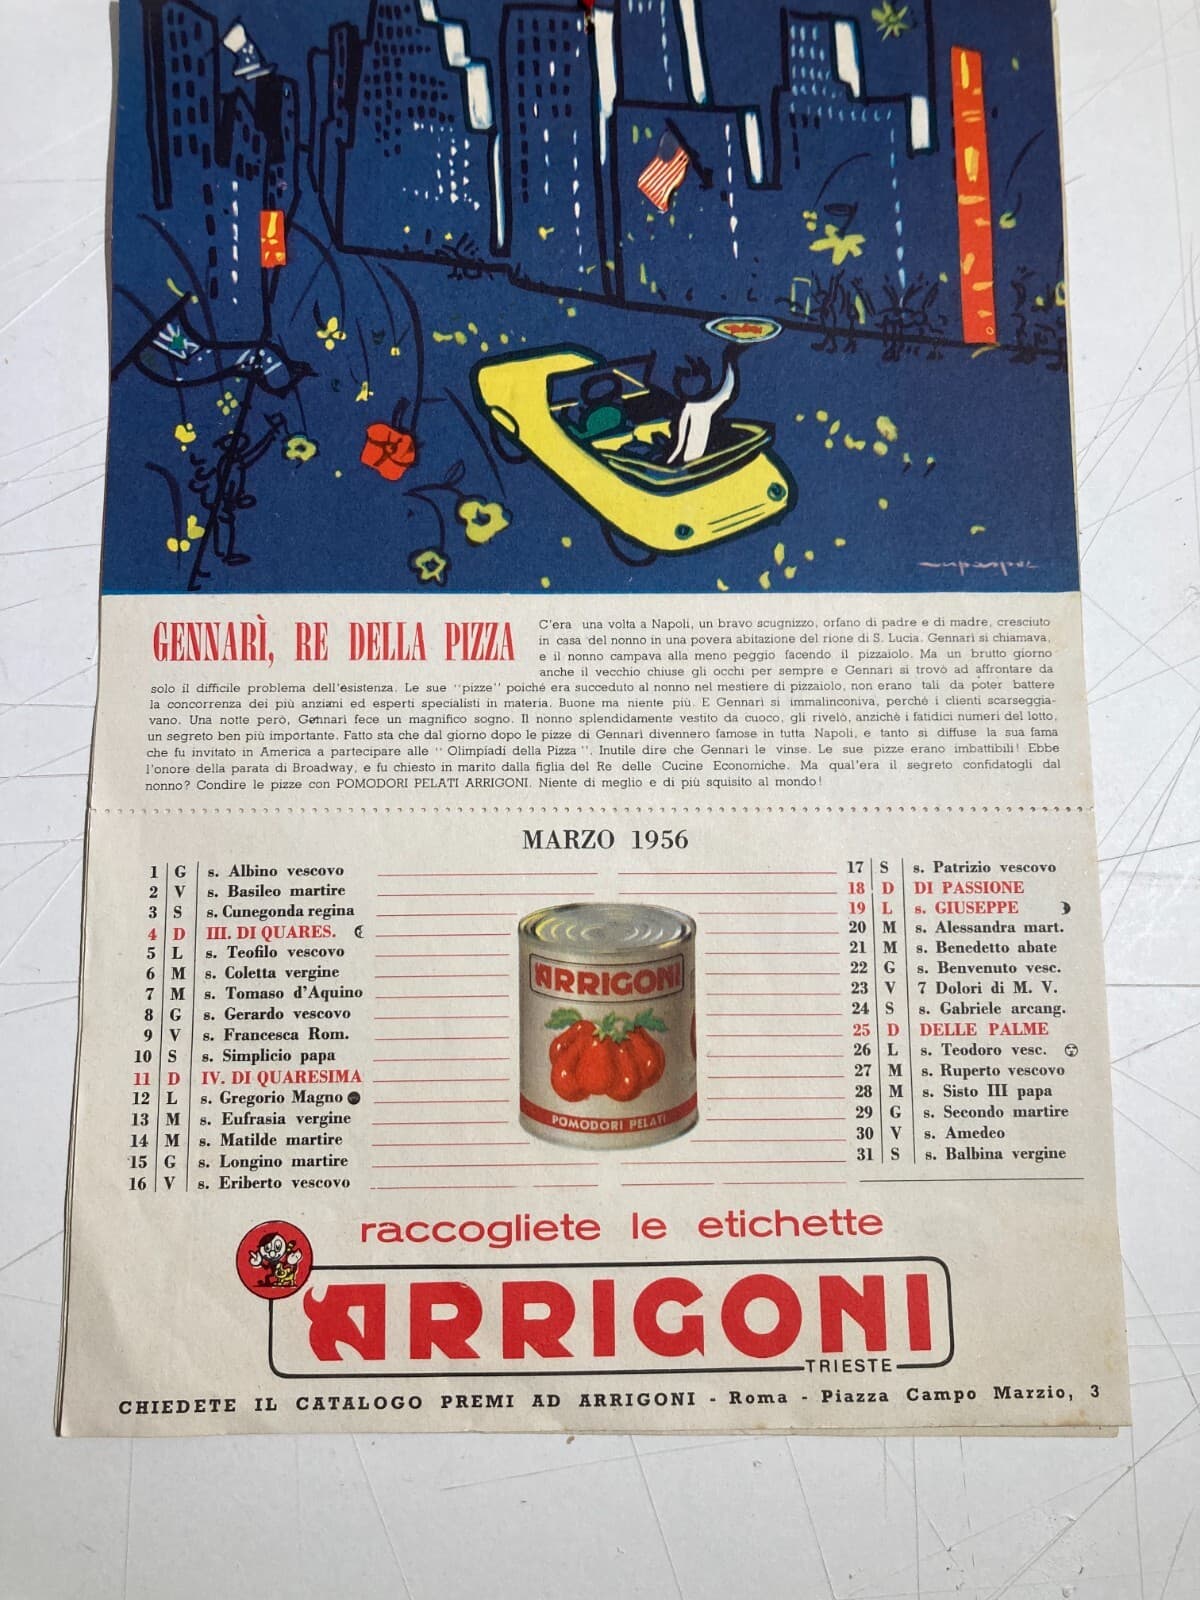 GENNARÌ, RE DELLA PIZZA
C'era una volta a Napoli, un bravo scugnizzo, orfano di padre e di madre, cresciuto
in casa del nonno in una povera abitazione del rione di S. Lucia. Gennarì si chiamava,
e il nonno campava alla meno peggio facendo il pizzaiolo. Ma un brutto giorno
anche il vecchio chiuse gli occhi per sempre e Gennarì si trovò ad affrontare da
solo il difficile problema dell'esistenza. Le sue "pizze" poiché era succeduto al nonno nel mestiere di pizzaiolo, non erano tali da poter battere
la concorrenza dei più anziani ed esperti specialisti in materia. Buone ma niente più. E Gennarì si immalinconiva, perché i clienti scarseggia-
vano. Una notte però, Gennarì fece un magnifico sogno. Il nonno splendidamente vestito da cuoco, gli rivelò, anziché i fatidici numeri del lotto,
un segreto ben più importante. Fatto sta che dal giorno dopo le pizze di Gennarì divennero famose in tutta Napoli, e tanto si diffuse la sua fama
che fu invitato in America a partecipare alle "Olimpíadi della Pizza". Inutile dire che Gennarì le vinse. Le sue pizze erano imbattibili! Ebbe
l'onore della parata di Broadway, e fu chiesto in marito dalla figlia del Re delle Cucine Economiche. Ma qual'era il segreto confidatogli dal
nonno? Condire le pizze con POMODORI PELATI ARRIGONI. Niente di meglio e di più squisito al mondo!
MARZO 1956
1 G s. Albino vescovo
2 V s. Basileo martire
3 S s. Cunegonda regina
4 D III. DI QUARES.
5 L s. Teofilo vescovo
6 M s. Coletta vergine
7 M s. Tomaso d'Aquino
8 G s. Gerardo vescovo
9 V s. Francesca Rom.
10 S s. Simplicio papa
11 D IV. DI QUARESIMA
12 L s. Gregorio Magno
13 M s. Eufrasia vergine
14 M s. Matilde martire
15 G s. Longino martire
16 V s. Eriberto vescovo
17 S s. Patrizio vescovo
18 D DI PASSIONE
19 L s. GIUSEPPE
20 M s. Alessandra mart.
21 M s. Benedetto abate
22 G s. Benvenuto vesc.
23 V 7 Dolori di M. V.
24 S s. Gabriele arcang.
25 D DELLE PALME
26 L s. Teodoro vesc.
27 M s. Ruperto vescovo
28 M s. Sisto III papa
29 G s. Secondo martire
30 V s. Amedeo
31 S s. Balbina vergine
ARRIGONI
POMODORI PELATI
raccogliete le etichette
ARRIGONI
TRIESTE
CHIEDETE IL CATALOGO PREMI AD ARRIGONI - Roma - Piazza Campo Marzio, 3